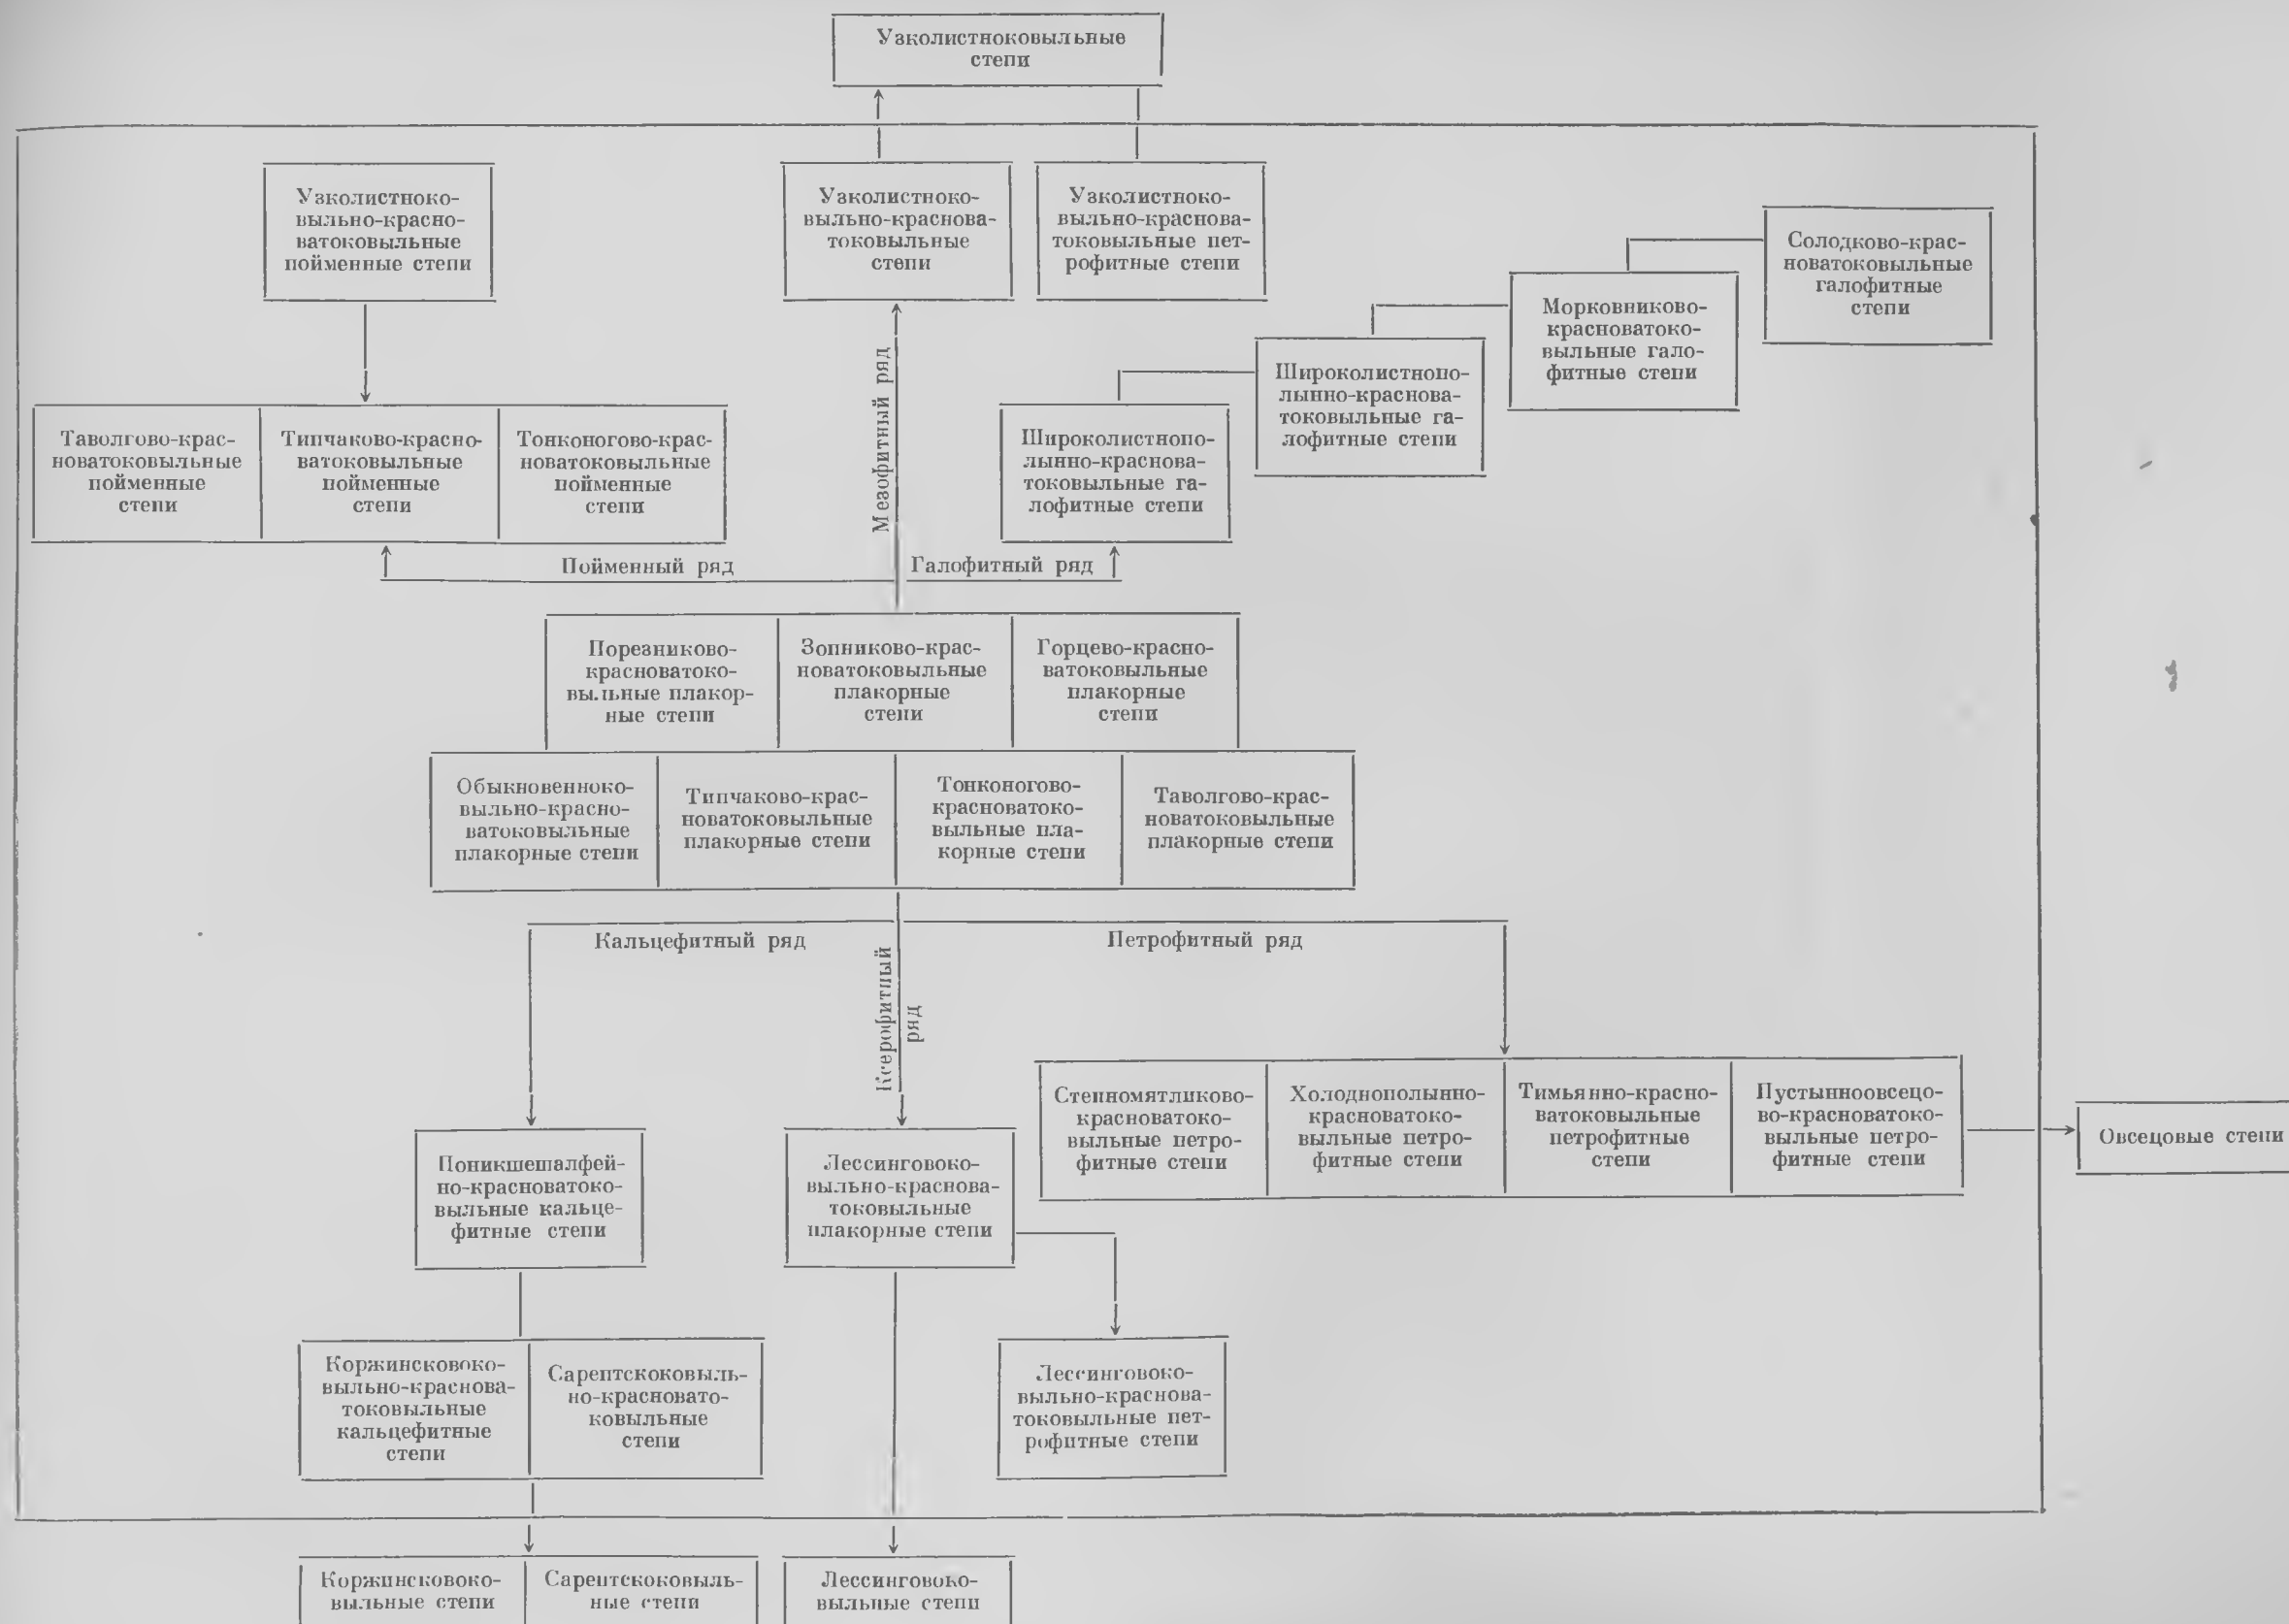 Узколистноковыльные
степи
Узколистноко-
выльно-красно-
ватоковыльные
пойменные степи
Узколистноко-
выльно-краснова-
токовыльные
степи
Узколистноко-
выльно-краснова-
токовыльные пет-
рофитные степи
Солодково-крас-
новатоковыльные
галофитные
степи
Морковниково-
красноватоко-
выльные гало-
фитные степи
Широколистнопо-
лынно-краснова-
токовыльные га-
лофитные степи
Широколистнопо-
лынно-краснова-
токовыльные га-
лофитные степи
Таволгово-крас-
новатоковыльные
пойменные
степи
Типчаково-красно-
ватоковыльные
пойменные
степи
Тонконогово-крас-
новатоковыльные
пойменные
степи
Мезофитный ряд
Пойменный ряд
Галофитный ряд
Порезниково-
красноватоко-
выльные плакор-
ные степи
Зопниково-крас-
новатоковыльные
плакорные
степи
Горцево-красно-
ватоковыльные
плакорные
степи
Обыкновенноко-
выльно-красно-
ватоковыльные
плакорные степи
Типчаково-крас-
новатоковыльные
плакорные степи
Тонконогово-
красноватоко-
выльные пла-
корные степи
Таволгово-крас-
новатоковыльные
плакорные степи
Кальцефитный ряд
Ксерофитный
ряд
Петрофитный ряд
Степномятликово-
красноватоко-
выльные петро-
фитные степи
Холоднополынно-
красноватоко-
выльные петро-
фитные степи
Тимьянно-красно-
ватоковыльные
петрофитные
степи
Пустынноовсецо-
во-красноватоко-
выльные петро-
фитные степи
Овсецовые степи
Поникшешалфей-
но-красноватоко-
выльные кальце-
фитные степи
Лессинговоко-
выльно-краснова-
токовыльные
плакорные степи
Коржинсковоко-
выльно-краснова-
токовыльные
кальцефитные
степи
Сарептскоковыль-
но-красновато-
ковыльные
степи
Лессинговоко-
выльно-краснова-
токовыльные пет-
рофитные степи
Коржинсковоко-
выльные степи
Сарептскоковыль-
ные степи
Лессинговоко-
выльные степи